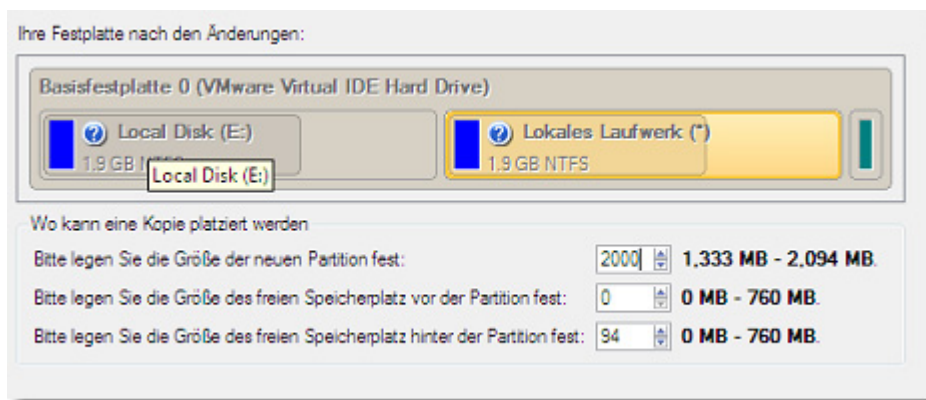 Ihre Festplatte nach den Änderungen:
Basisfestplatte 0 (VMware Virtual IDE Hard Drive)
Local Disk (E:)
1.9 GB NTFS
Local Disk (E:)
Lokales Laufwerk (*)
1.9 GB NTFS
Wo kann eine Kopie platziert werden
Bitte legen Sie die Größe der neuen Partition fest: 2000 1,333 MB - 2,094 MB.
Bitte legen Sie die Größe des freien Speicherplatz vor der Partition fest: 0 0 MB - 760 MB.
Bitte legen Sie die Größe des freien Speicherplatz hinter der Partition fest: 94 0 MB - 760 MB.